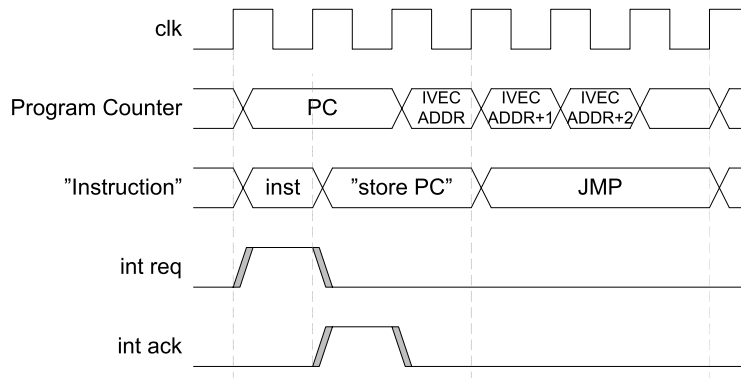 clk
Program Counter
PC
IVEC
ADDR
IVEC
ADDR+1
IVEC
ADDR+2
”Instruction”
inst
”store PC”
JMP
int req
int ack